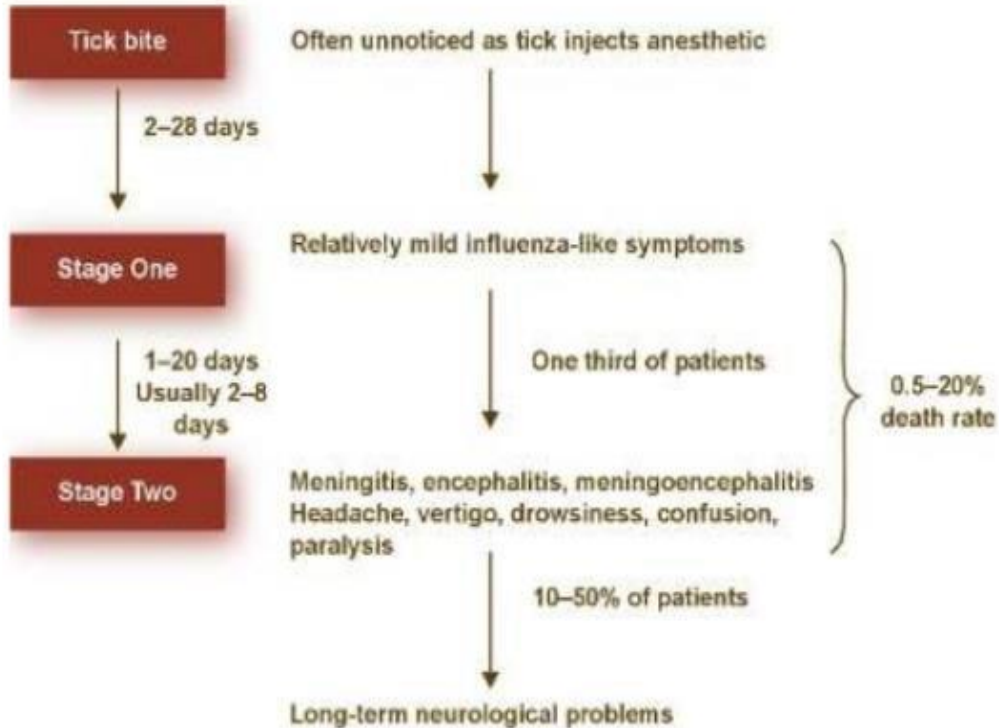 Tick bite
Often unnoticed as tick injects anesthetic
2–28 days
Stage One
Relatively mild influenza-like symptoms
1–20 days
Usually 2–8
days
One third of patients
0.5–20%
death rate
Stage Two
Meningitis, encephalitis, meningoencephalitis
Headache, vertigo, drowsiness, confusion,
paralysis
10–50% of patients
Long-term neurological problems